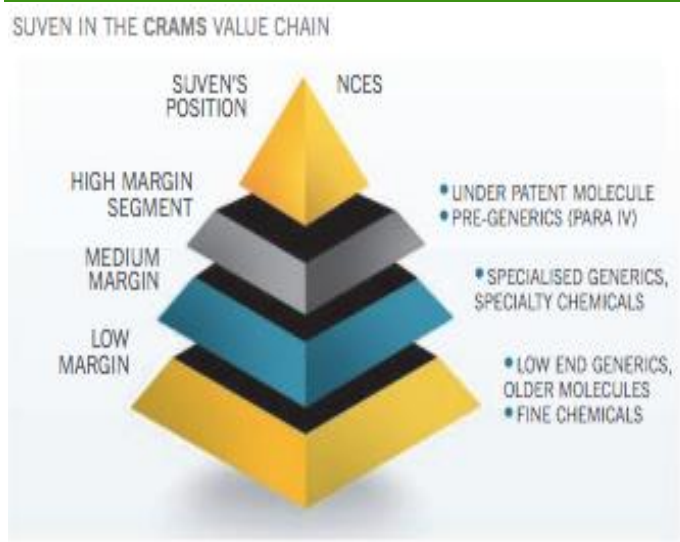 SUVEN IN THE CRAMS VALUE CHAIN
SUVEN'S
POSITION
NCES
HIGH MARGIN
SEGMENT
• UNDER PATENT MOLECULE
• PRE-GENERICS (PARA IV)
MEDIUM
MARGIN
• SPECIALISED GENERICS,
SPECIALTY CHEMICALS
LOW
MARGIN
• LOW END GENERICS,
OLDER MOLECULES
• FINE CHEMICALS